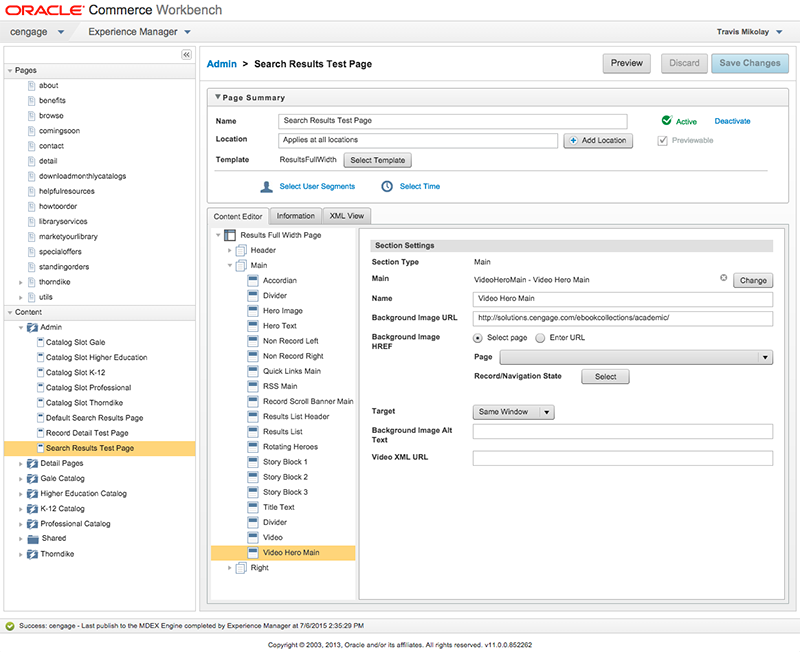 ORACLE Commerce Workbench
cengage Experience Manager Travis Mikolay
Pages
about
benefits
browse
comingsoon
contact
detail
downloadmonthlycatalogs
helpfulresources
howtoorder
libraryservices
marketyourlibrary
specialoffers
standingorders
thorndike
utils
Content
Admin
Catalog Slot Gale
Catalog Slot Higher Education
Catalog Slot K-12
Catalog Slot Professional
Catalog Slot Thorndike
Default Search Results Page
Record Detail Test Page
Search Results Test Page
Detail Pages
Gale Catalog
Higher Education Catalog
K-12 Catalog
Professional Catalog
Shared
Thorndike
Admin > Search Results Test Page Preview Discard Save Changes
Page Summary
Name Search Results Test Page Active Deactivate
Location Applies at all locations Add Location Previewable
Template ResultsFullWidth Select Template
Select User Segments Select Time
Content Editor Information XML View
Results Full Width Page
Header
Main
Accordian
Divider
Hero Image
Hero Text
Non Record Left
Non Record Right
Quick Links Main
RSS Main
Record Scroll Banner Main
Results List Header
Results List
Rotating Heroes
Story Block 1
Story Block 2
Story Block 3
Title Text
Divider
Video
Video Hero Main
Right
Section Settings
Section Type Main
Main VideoHeroMain - Video Hero Main Change
Name Video Hero Main
Background Image URL http://solutions.cengage.com/ebookcollections/academic/
Background Image HREF Select page Enter URL
Page
Record/Navigation State Select
Target Same Window
Background Image Alt Text
Video XML URL
Success: cengage - Last publish to the MDEX Engine completed by Experience Manager at 7/6/2015 2:35:29 PM
Copyright © 2003, 2013, Oracle and/or its affiliates. All rights reserved. v11.0.0.652262